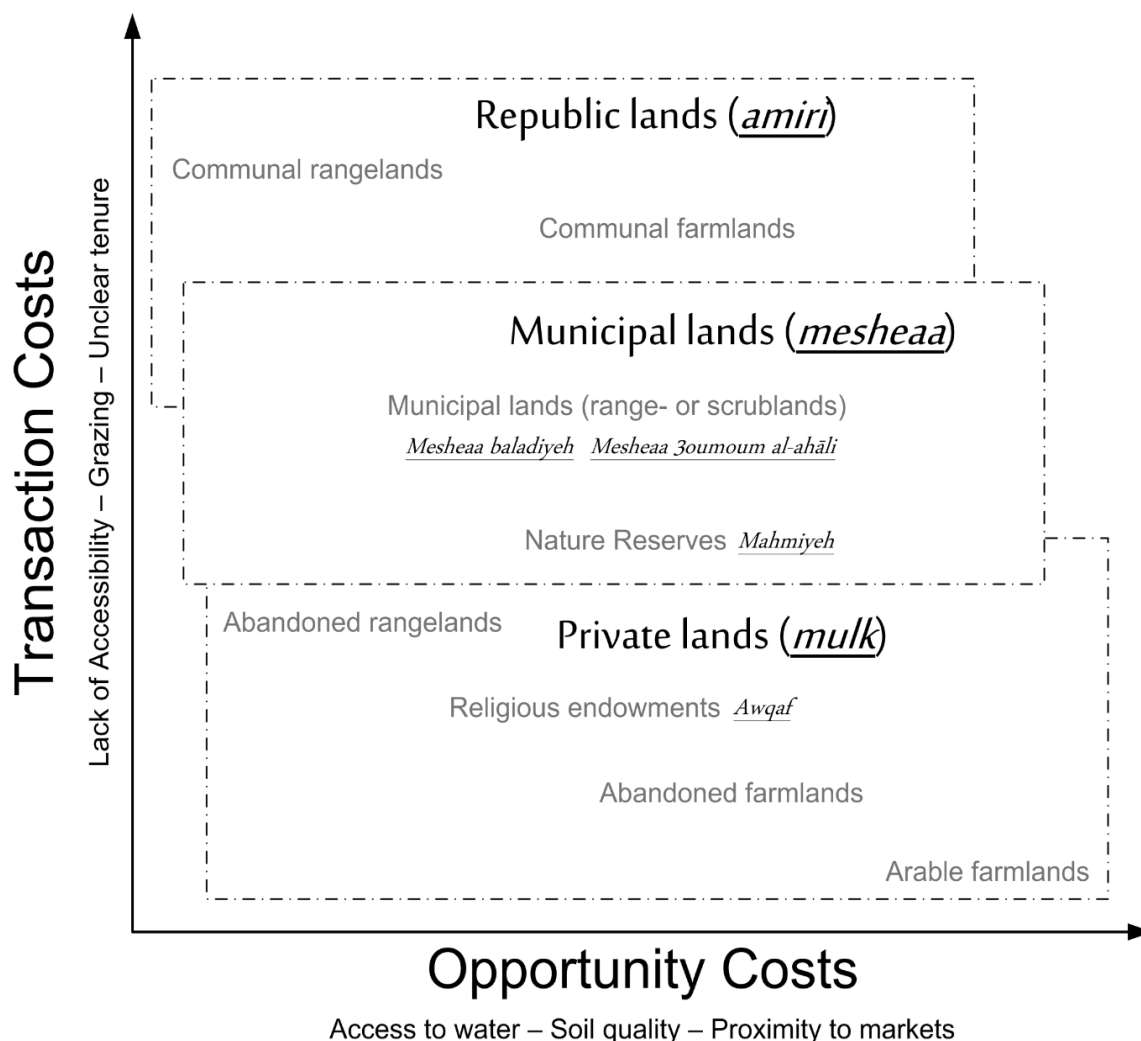 Republic lands (amiri)
Communal rangelands
Communal farmlands
Municipal lands (mesheaa)
Municipal lands (range- or scrublands)
Mesheaa baladiyeh Mesheaa 3oumoum al-ahāli
Nature Reserves Mahmiyeh
Abandoned rangelands
Private lands (mulk)
Religious endowments Awqaf
Abandoned farmlands
Arable farmlands
Transaction Costs
Lack of Accessibility – Grazing – Unclear tenure
Opportunity Costs
Access to water – Soil quality – Proximity to markets